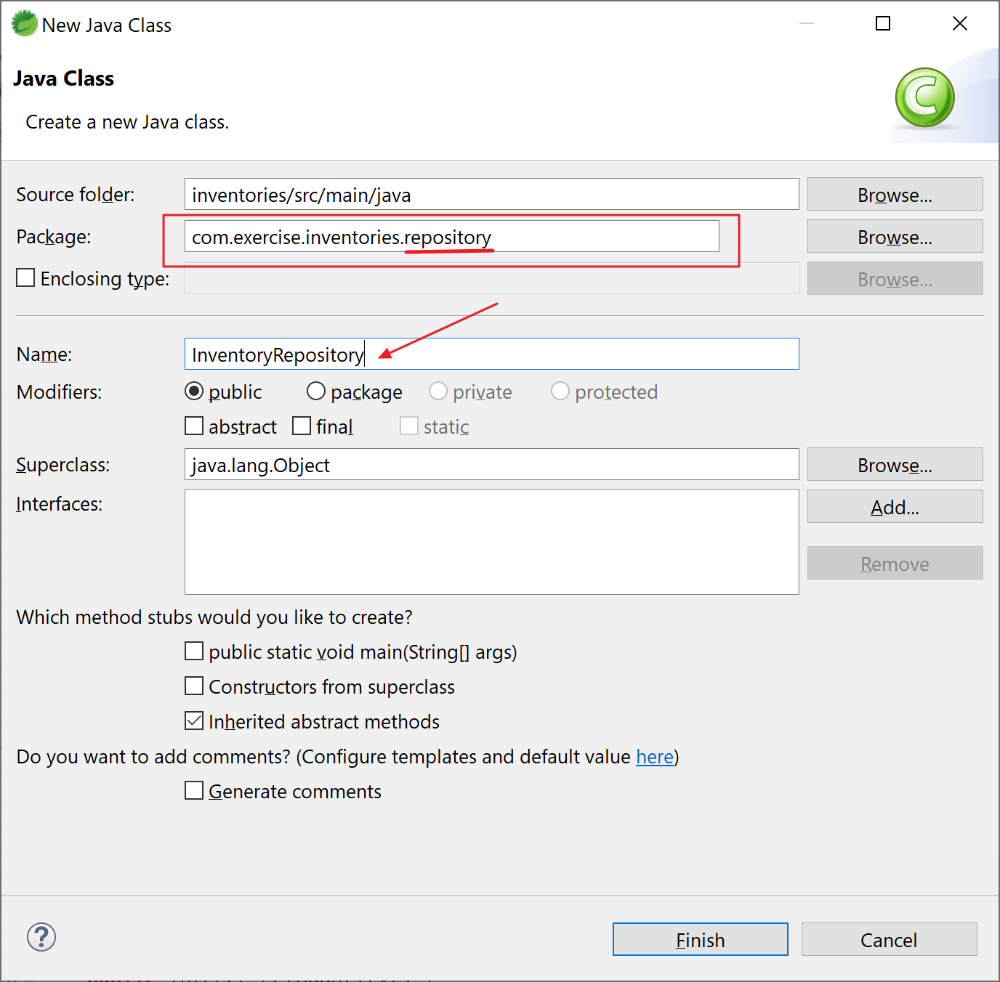 New Java Class
Java Class
Create a new Java class.
Source folder: inventories/src/main/java Browse...
Package: com.exercise.inventories.repository Browse...
Enclosing type: Browse...
Name: InventoryRepository
Modifiers: public package private protected
abstract final static
Superclass: java.lang.Object Browse...
Interfaces: Add...
Remove
Which method stubs would you like to create?
public static void main(String[] args)
Constructors from superclass
Inherited abstract methods
Do you want to add comments? (Configure templates and default value here)
Generate comments
? Finish Cancel